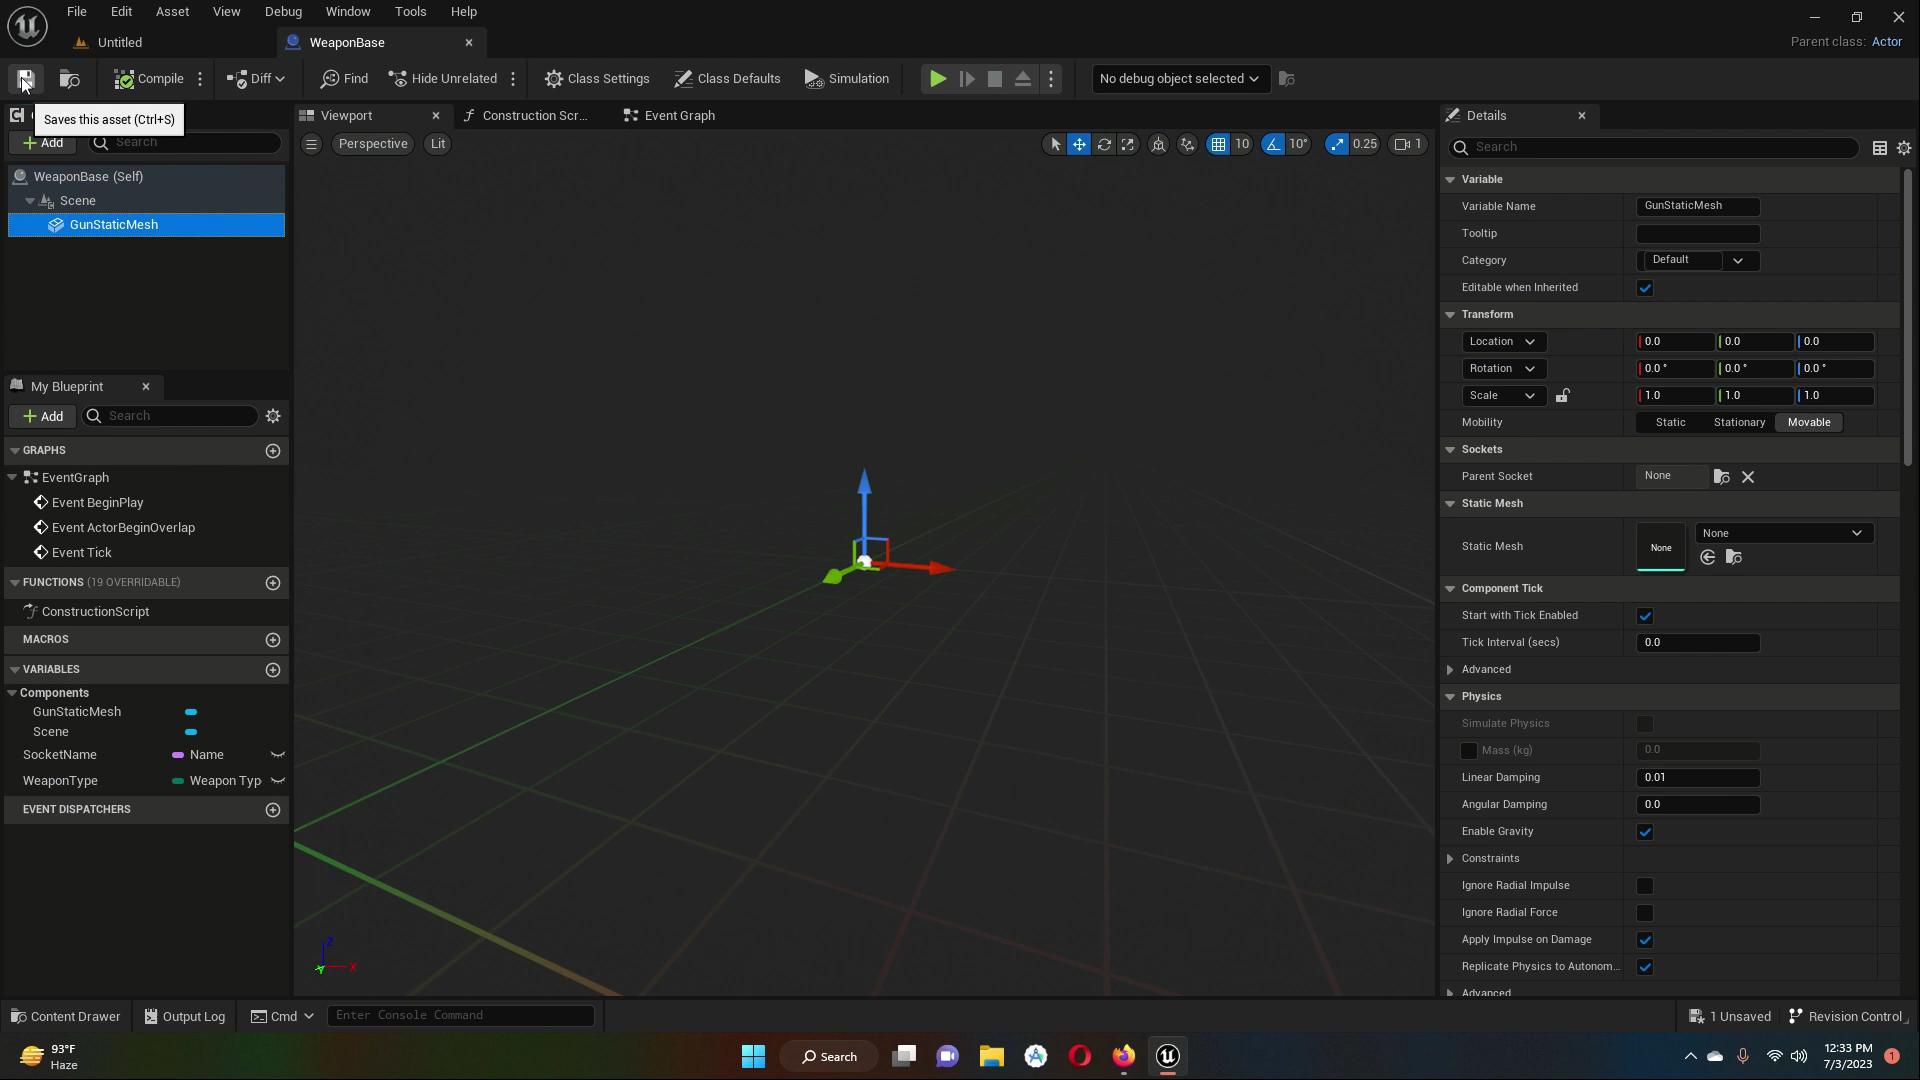 File Edit Asset View Debug Window Tools Help
Untitled
WeaponBase
Parent class: Actor
Compile
Diff
Find
Hide Unrelated
Class Settings
Class Defaults
Simulation
No debug object selected
Saves this asset (Ctrl+S)
Add
Search
WeaponBase (Self)
Scene
GunStaticMesh
My Blueprint
Add
Search
GRAPHS
EventGraph
Event BeginPlay
Event ActorBeginOverlap
Event Tick
FUNCTIONS (19 OVERRIDABLE)
ConstructionScript
MACROS
VARIABLES
Components
GunStaticMesh
Scene
SocketName Name
WeaponType Weapon Typ
EVENT DISPATCHERS
Viewport
Construction Scr...
Event Graph
Perspective
Lit
10
10°
0.25
1
Z
Y
X
Details
Search
Variable
Variable Name GunStaticMesh
Tooltip
Category Default
Editable when Inherited
Transform
Location 0.0 0.0 0.0
Rotation 0.0 ° 0.0 ° 0.0 °
Scale 1.0 1.0 1.0
Mobility Static Stationary Movable
Sockets
Parent Socket None
Static Mesh
Static Mesh None None
Component Tick
Start with Tick Enabled
Tick Interval (secs) 0.0
Advanced
Physics
Simulate Physics
Mass (kg) 0.0
Linear Damping 0.01
Angular Damping 0.0
Enable Gravity
Constraints
Ignore Radial Impulse
Ignore Radial Force
Apply Impulse on Damage
Replicate Physics to Autonom...
Advanced
Content Drawer
Output Log
Cmd
Enter Console Command
1 Unsaved
Revision Control
93°F
Haze
Search
12:33 PM
7/3/2023
1